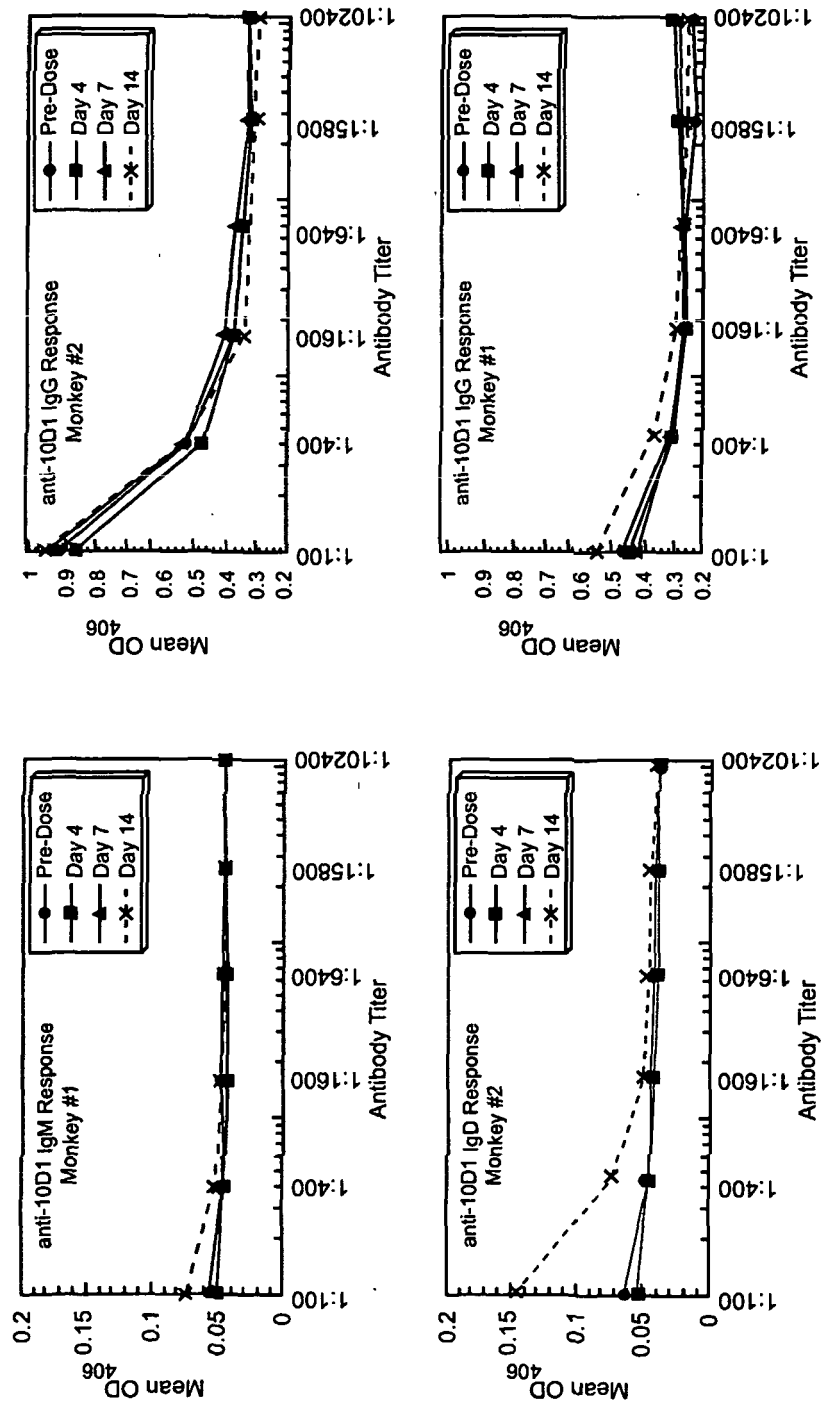 anti-10D1 IgM Response
Monkey #1
Pre-Dose
Day 4
Day 7
Day 14
0.2
0.15
0.1
0.05
0
Mean OD 406
1:100
1:400
1:1600
1:6400
1:15800
1:102400
Antibody Titer
anti-10D1 IgG Response
Monkey #2
Pre-Dose
Day 4
Day 7
Day 14
1
0.9
0.8
0.7
0.6
0.5
0.4
0.3
0.2
Mean OD 406
1:100
1:400
1:1600
1:6400
1:15800
1:102400
Antibody Titer
anti-10D1 IgD Response
Monkey #2
Pre-Dose
Day 4
Day 7
Day 14
0.2
0.15
0.1
0.05
0
Mean OD 406
1:100
1:400
1:1600
1:6400
1:15800
1:102400
Antibody Titer
anti-10D1 IgG Response
Monkey #1
Pre-Dose
Day 4
Day 7
Day 14
1
0.9
0.8
0.7
0.6
0.5
0.4
0.3
0.2
Mean OD 406
1:100
1:400
1:1600
1:6400
1:15800
1:102400
Antibody Titer